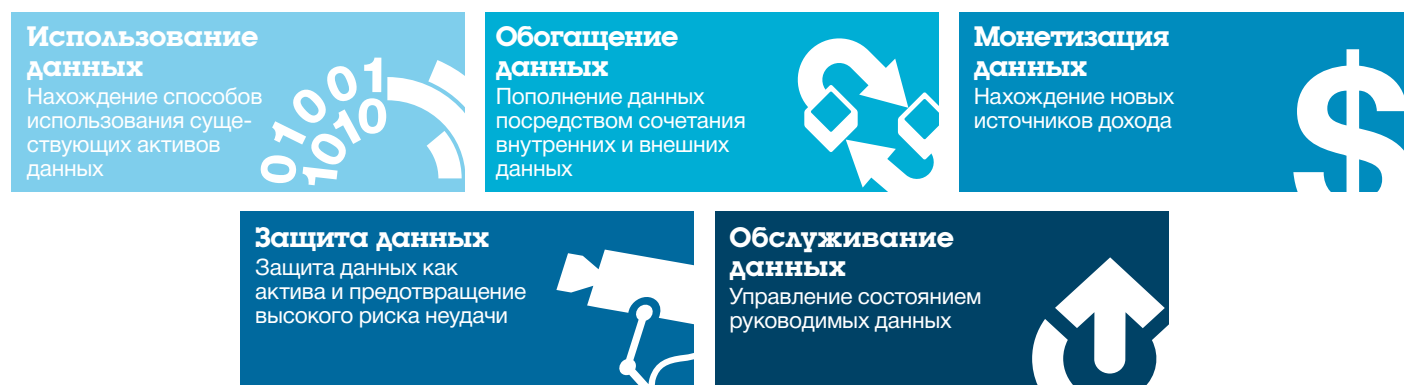 Использование
данных
Нахождение способов
использования суще-
ствующих активов
данных
01001
1010
Обогащение
данных
Пополнение данных
посредством сочетания
внутренних и внешних
данных
Монетизация
данных
Нахождение новых
источников дохода
$
Защита данных
Защита данных как
актива и предотвращение
высокого риска неудачи
Обслуживание
данных
Управление состоянием
руководимых данных